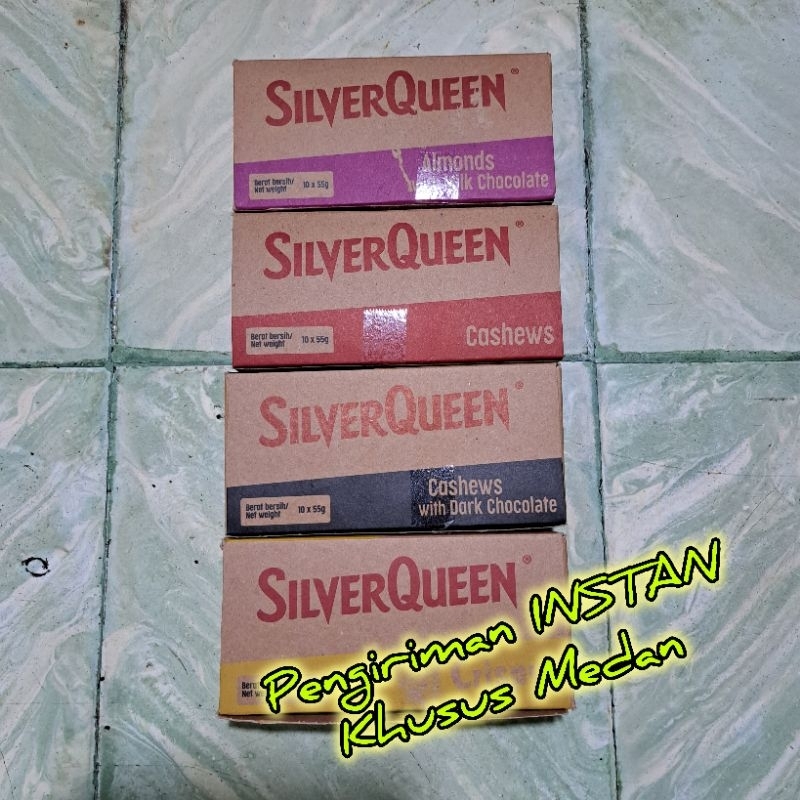 SILVERQUEEN®
Almonds
Milk Chocolate
Berat bersih/
Net weight
10 x 55g
SILVERQUEEN®
Cashews
Berat bersih/
Net weight
10 x 55g
SILVERQUEEN®
Cashews
with Dark Chocolate
Berat bersih/
Net weight
10 x 55g
SILVERQUEEN®
Pengiriman INSTAN
Khusus Medan